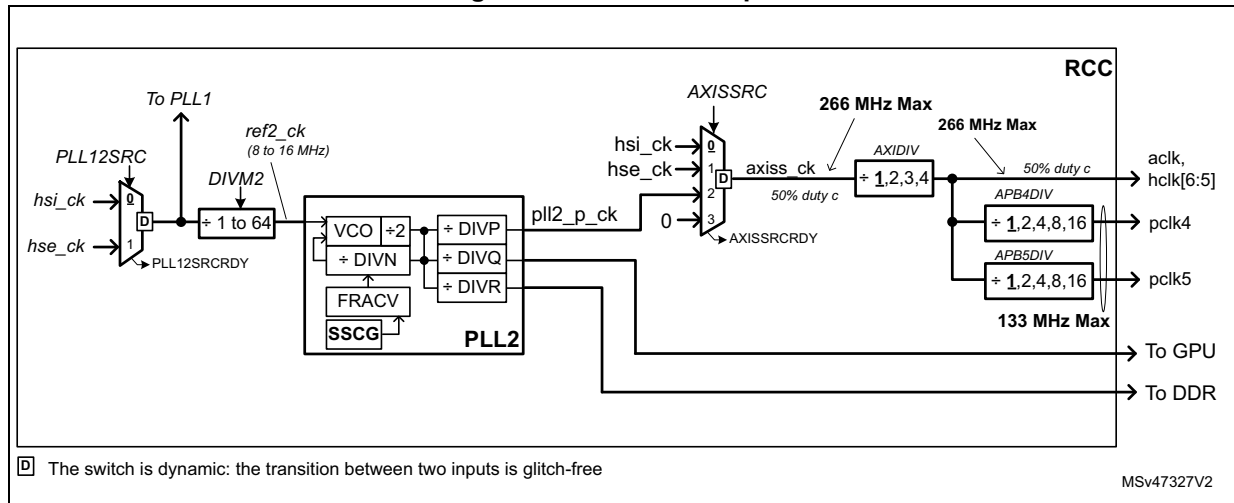 RCC
To PLL1
PLL12SRC
hsi_ck
0
hse_ck
1
D
PLL12SRCRDY
DIVM2
÷ 1 to 64
ref2_ck
(8 to 16 MHz)
VCO
÷2
÷ DIVN
FRACV
SSCG
÷ DIVP
÷ DIVQ
÷ DIVR
PLL2
pll2_p_ck
AXISSRC
hsi_ck
0
hse_ck
1
2
0
3
D
AXISSRCRDY
axiss_ck
50% duty c
266 MHz Max
AXIDIV
÷ 1,2,3,4
266 MHz Max
50% duty c
aclk,
hclk[6:5]
APB4DIV
÷ 1,2,4,8,16
pclk4
APB5DIV
÷ 1,2,4,8,16
pclk5
133 MHz Max
To GPU
To DDR
D The switch is dynamic: the transition between two inputs is glitch-free
MSv47327V2